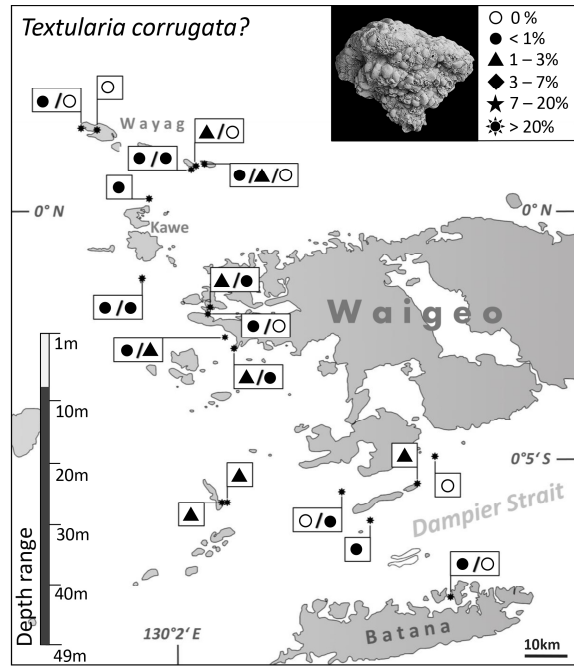 Textularia corrugata?
0 %
< 1%
1 – 3%
3 – 7%
7 – 20%
> 20%
Wayag
0° N
0° N
Kawe
Waigeo
1m
10m
20m
30m
40m
49m
Depth range
0°5‘ S
Dampier Strait
130°2‘ E
Batana
10km